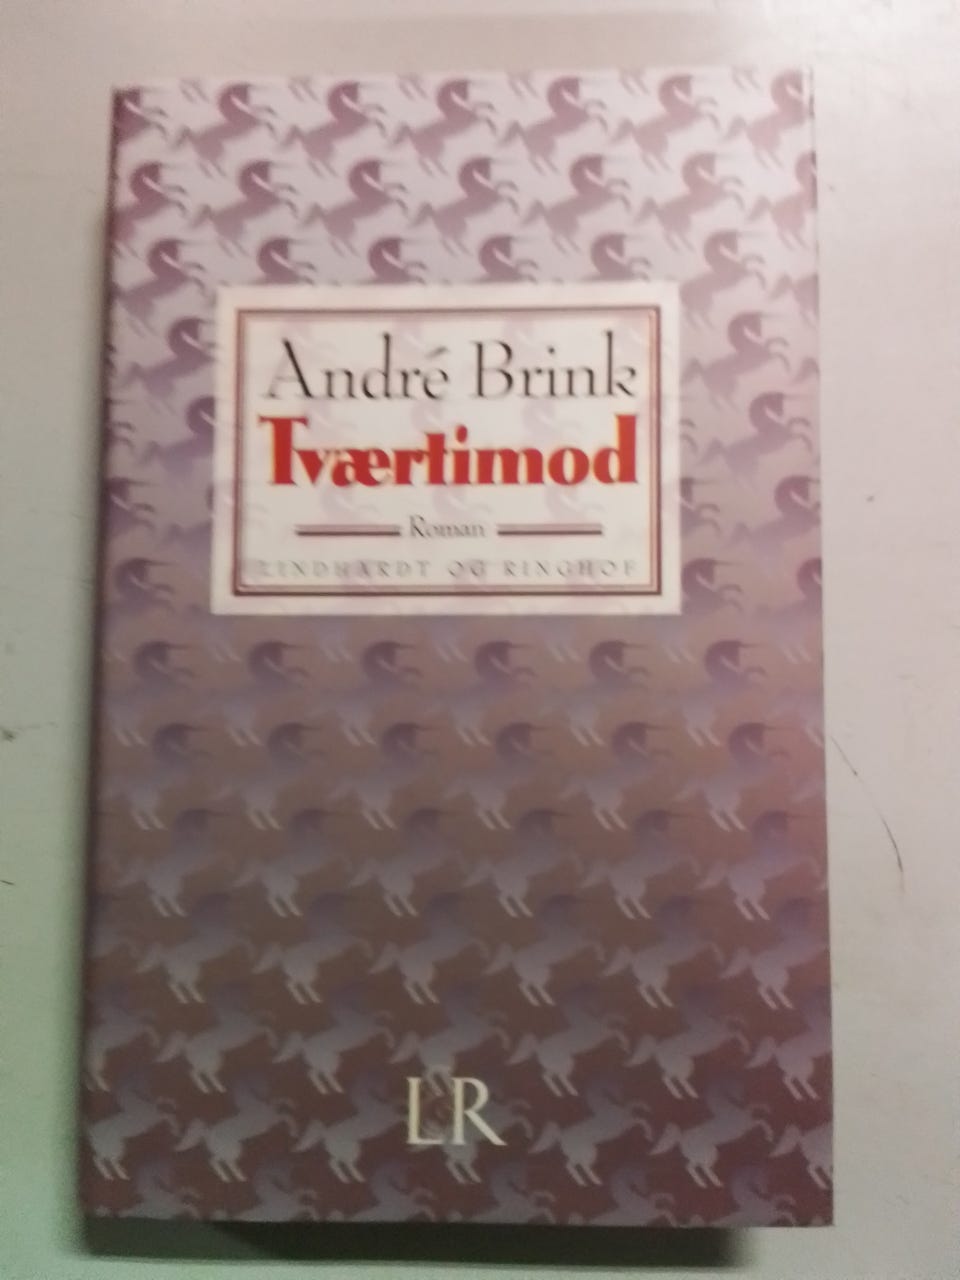 André Brink
Tværtimod
Roman
LINDHARDT OG RINGHOF
LR